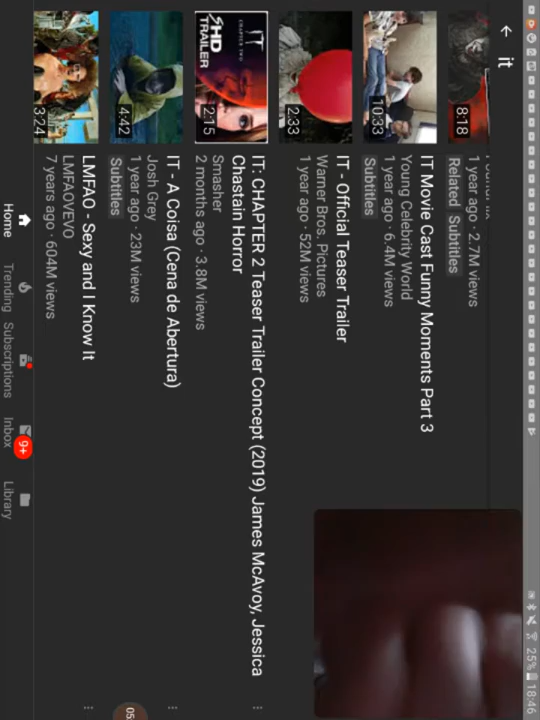 25% 18:46
it
8:18
1 year ago · 2.7M views
Related Subtitles
10:33
IT Movie Cast Funny Moments Part 3
Young Celebrity World
1 year ago · 6.4M views
Subtitles
2:33
IT - Official Teaser Trailer
Warner Bros. Pictures
1 year ago · 52M views
CHAPTER TWO
HD
TRAILER
2:15
IT: CHAPTER 2 Teaser Trailer Concept (2019) James McAvoy, Jessica
Chastain Horror
Smasher
2 months ago · 3.8M views
4:42
IT - A Coisa (Cena de Abertura)
Josh Grey
1 year ago · 23M views
Subtitles
05:
3:24
LMFAO - Sexy and I Know It
LMFAOVEVO
7 years ago · 604M views
Home
Trending
Subscriptions
9+
Inbox
Library